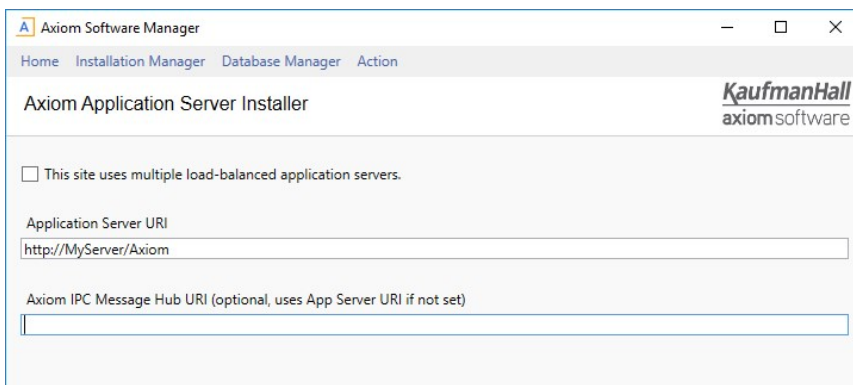 A Axiom Software Manager
Home Installation Manager Database Manager Action
Axiom Application Server Installer
KaufmanHall
axiom software
This site uses multiple load-balanced application servers.
Application Server URI
http://MyServer/Axiom
Axiom IPC Message Hub URI (optional, uses App Server URI if not set)